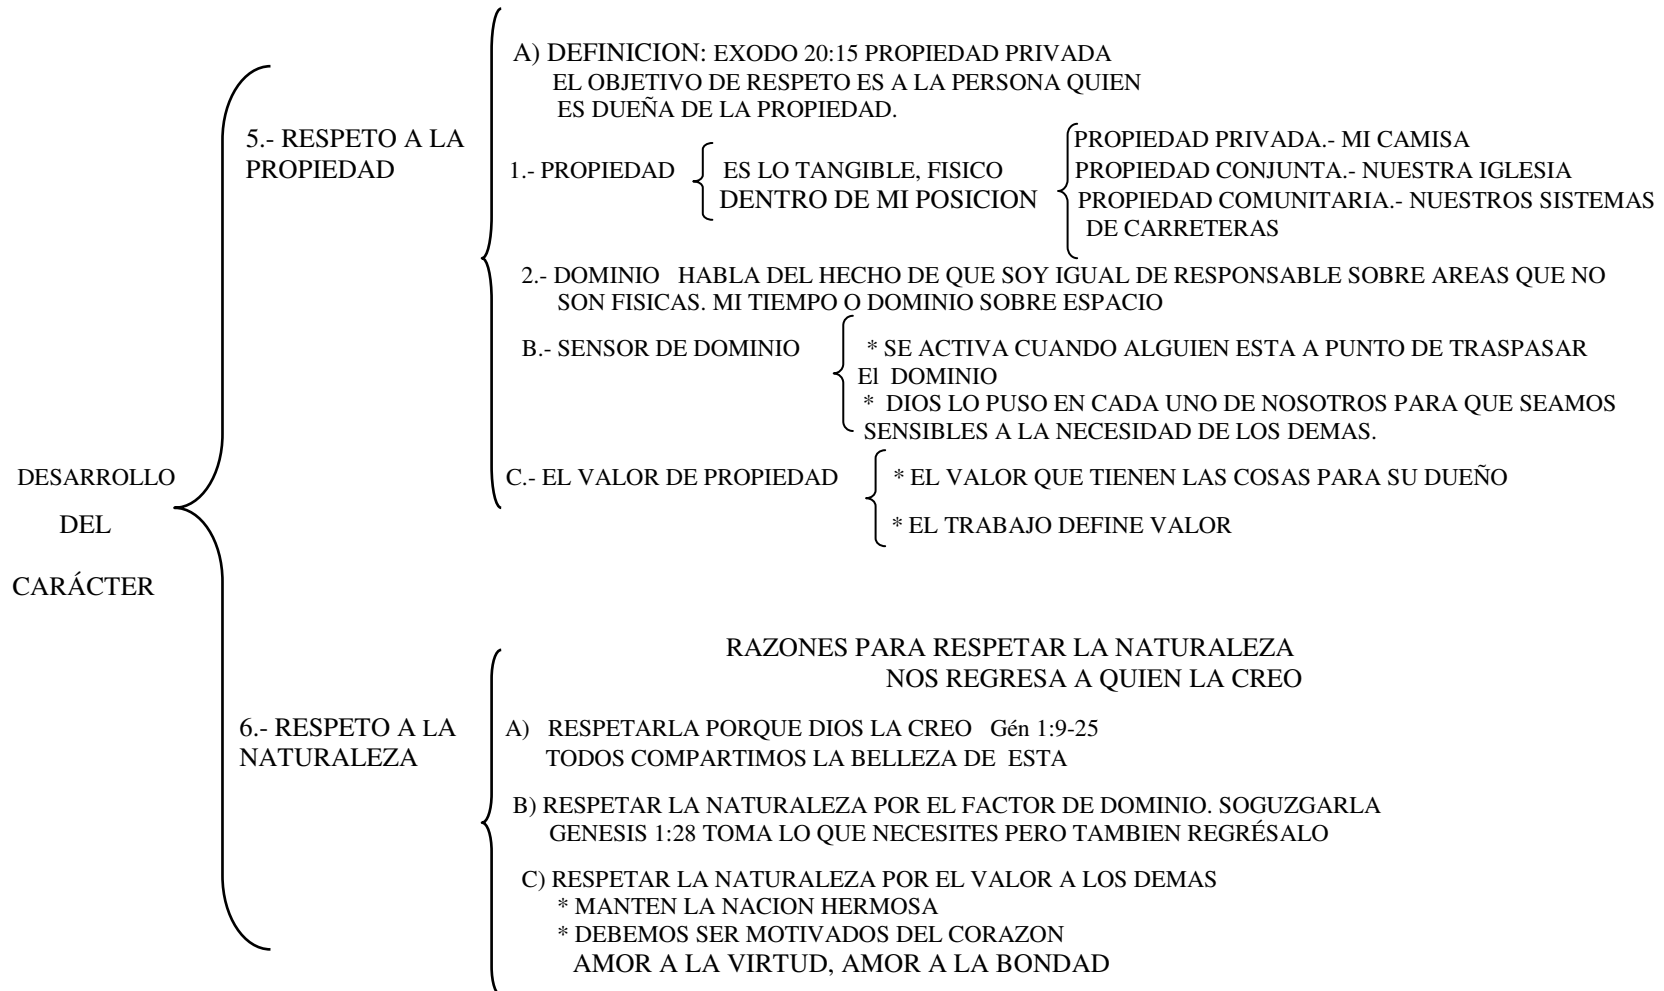 DESARROLLO
DEL
CARÁCTER
5.- RESPETO A LA
PROPIEDAD
A) DEFINICION: EXODO 20:15 PROPIEDAD PRIVADA
EL OBJETIVO DE RESPETO ES A LA PERSONA QUIEN
ES DUEÑA DE LA PROPIEDAD.
1.- PROPIEDAD
ES LO TANGIBLE, FISICO
DENTRO DE MI POSICION
PROPIEDAD PRIVADA.- MI CAMISA
PROPIEDAD CONJUNTA.- NUESTRA IGLESIA
PROPIEDAD COMUNITARIA.- NUESTROS SISTEMAS
DE CARRETERAS
2.- DOMINIO HABLA DEL HECHO DE QUE SOY IGUAL DE RESPONSABLE SOBRE AREAS QUE NO
SON FISICAS. MI TIEMPO O DOMINIO SOBRE ESPACIO
B.- SENSOR DE DOMINIO
* SE ACTIVA CUANDO ALGUIEN ESTA A PUNTO DE TRASPASAR
El DOMINIO
* DIOS LO PUSO EN CADA UNO DE NOSOTROS PARA QUE SEAMOS
SENSIBLES A LA NECESIDAD DE LOS DEMAS.
C.- EL VALOR DE PROPIEDAD
* EL VALOR QUE TIENEN LAS COSAS PARA SU DUEÑO
* EL TRABAJO DEFINE VALOR
6.- RESPETO A LA
NATURALEZA
RAZONES PARA RESPETAR LA NATURALEZA
NOS REGRESA A QUIEN LA CREO
A) RESPETARLA PORQUE DIOS LA CREO Gén 1:9-25
TODOS COMPARTIMOS LA BELLEZA DE ESTA
B) RESPETAR LA NATURALEZA POR EL FACTOR DE DOMINIO. SOGUZGARLA
GENESIS 1:28 TOMA LO QUE NECESITES PERO TAMBIEN REGRÉSALO
C) RESPETAR LA NATURALEZA POR EL VALOR A LOS DEMAS
* MANTEN LA NACION HERMOSA
* DEBEMOS SER MOTIVADOS DEL CORAZON
AMOR A LA VIRTUD, AMOR A LA BONDAD